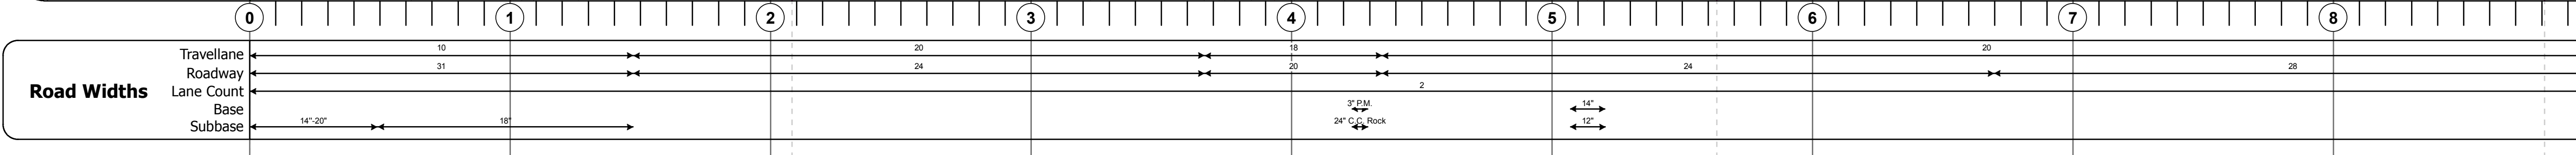 0 1 2 3 4 5 6 7 8
Road Widths
Travellane 10 20 18 20
Roadway 31 24 20 24 28
Lane Count 2
Base 3" P.M. 14"
Subbase 14"-20" 18" 24" C.C. Rock 12"